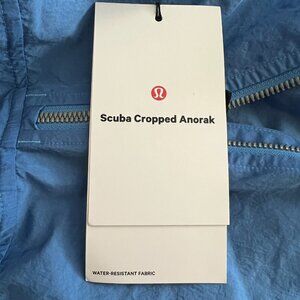 Scuba Cropped Anorak
WATER-RESISTANT FABRIC